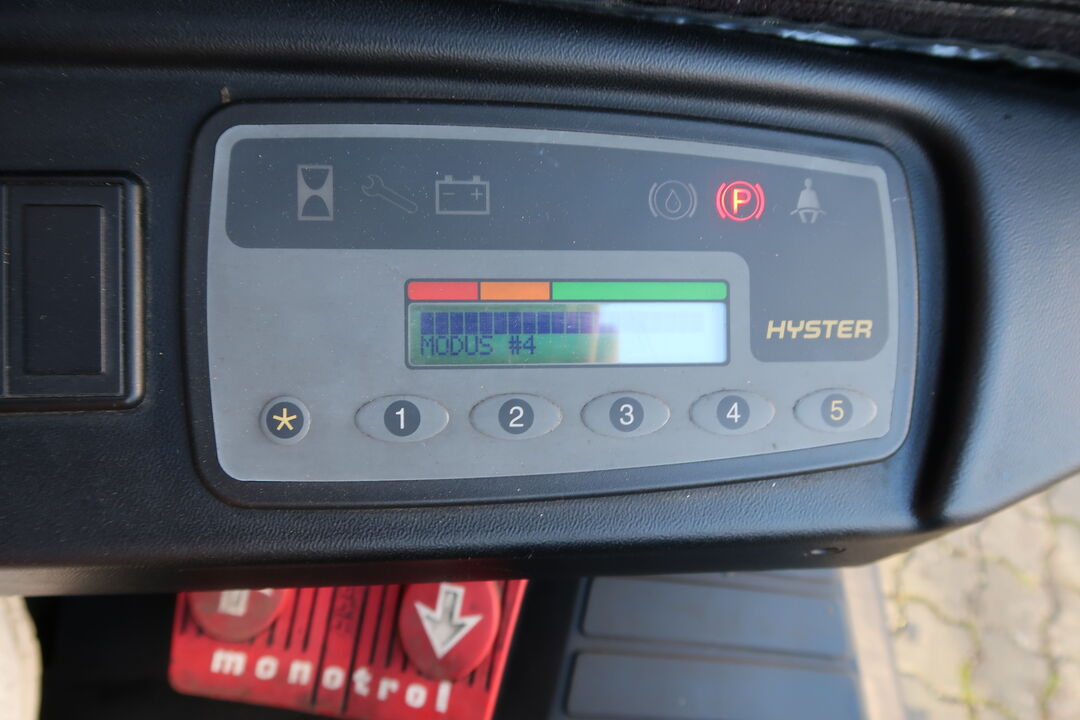 P
HYSTER
MODUS #4
* 1 2 3 4 5
monotrol